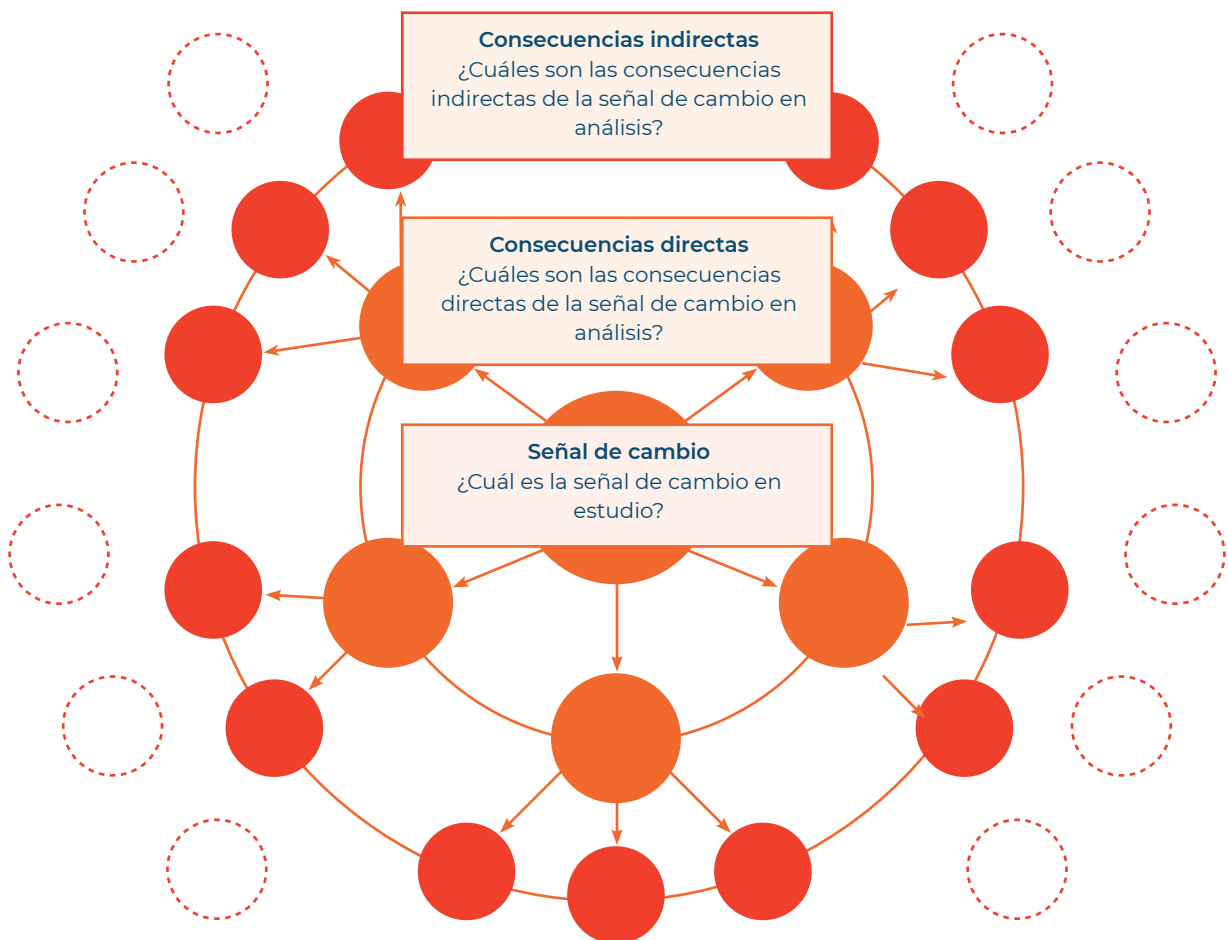 Consecuencias indirectas
¿Cuáles son las consecuencias
indirectas de la señal de cambio en
análisis?
Consecuencias directas
¿Cuáles son las consecuencias
directas de la señal de cambio en
análisis?
Señal de cambio
¿Cuál es la señal de cambio en
estudio?